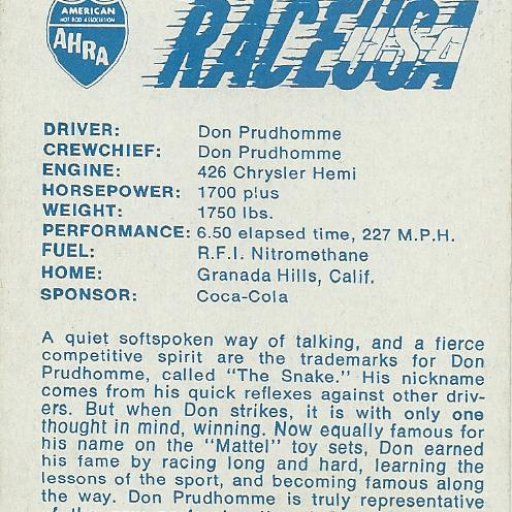 AMERICAN
HOT ROD ASSOCIATION
AHRA
RACE USA
DRIVER: Don Prudhomme
CREWCHIEF: Don Prudhomme
ENGINE: 426 Chrysler Hemi
HORSEPOWER: 1700 plus
WEIGHT: 1750 lbs.
PERFORMANCE: 6.50 elapsed time, 227 M.P.H.
FUEL: R.F.I. Nitromethane
HOME: Granada Hills, Calif.
SPONSOR: Coca-Cola
A quiet softspoken way of talking, and a fierce
competitive spirit are the trademarks for Don
Prudhomme, called "The Snake." His nickname
comes from his quick reflexes against other driv-
ers. But when Don strikes, it is with only one
thought in mind, winning. Now equally famous for
his name on the "Mattel" toy sets, Don earned
his fame by racing long and hard, learning the
lessons of the sport, and becoming famous along
the way. Don Prudhomme is truly representative